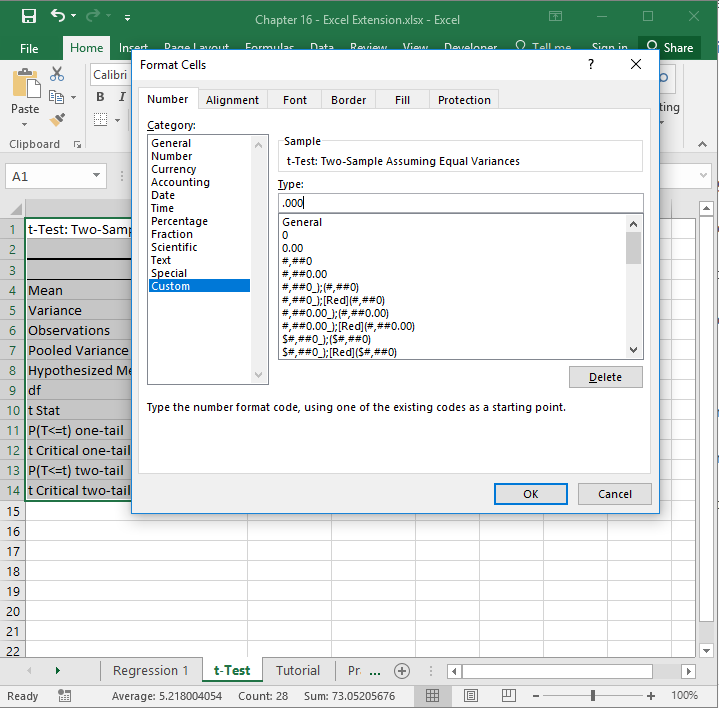 Chapter 16 - Excel Extension.xlsx - Excel
File Home Insert Page Layout Formulas Data Review View Developer Tell me Sign in Share
Format Cells
? ×
Paste
Calibri
B I
Clipboard
Number Alignment Font Border Fill Protection
Category:
General
Number
Currency
Accounting
Date
Time
Percentage
Fraction
Scientific
Text
Special
Custom
Sample
t-Test: Two-Sample Assuming Equal Variances
Type:
.000
General
0
0.00
#,##0
#,##0.00
#,##0_);(#,##0)
#,##0_);[Red](#,##0)
#,##0.00_);(#,##0.00)
#,##0.00_);[Red](#,##0.00)
$#,##0_);($#,##0)
$#,##0_);[Red]($#,##0)
Delete
Type the number format code, using one of the existing codes as a starting point.
OK Cancel
A1
1 t-Test: Two-Samp
2
3
4 Mean
5 Variance
6 Observations
7 Pooled Variance
8 Hypothesized Me
9 df
10 t Stat
11 P(T<=t) one-tail
12 t Critical one-tail
13 P(T<=t) two-tail
14 t Critical two-tail
15
16
17
18
19
20
21
22
Regression 1 t-Test Tutorial Pr ...
Ready Average: 5.218004054 Count: 28 Sum: 73.05205676 100%